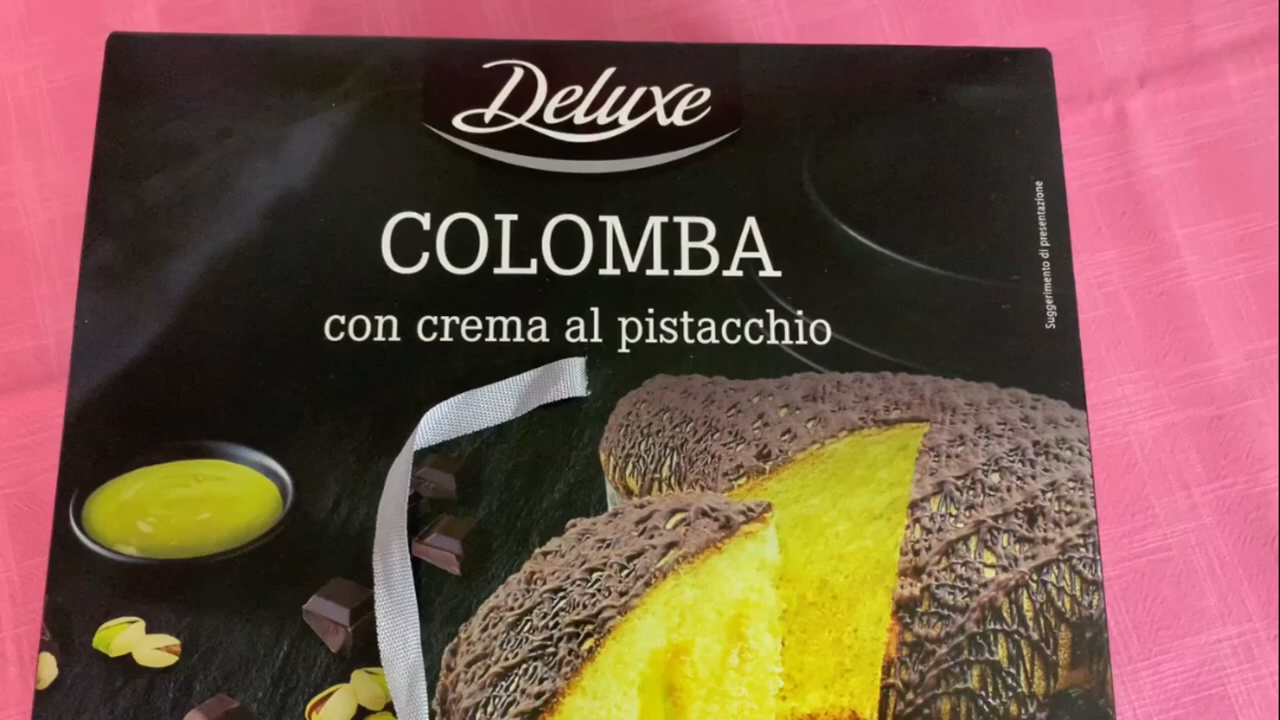 Deluxe
COLOMBA
con crema al pistacchio
Suggerimento di presentazione